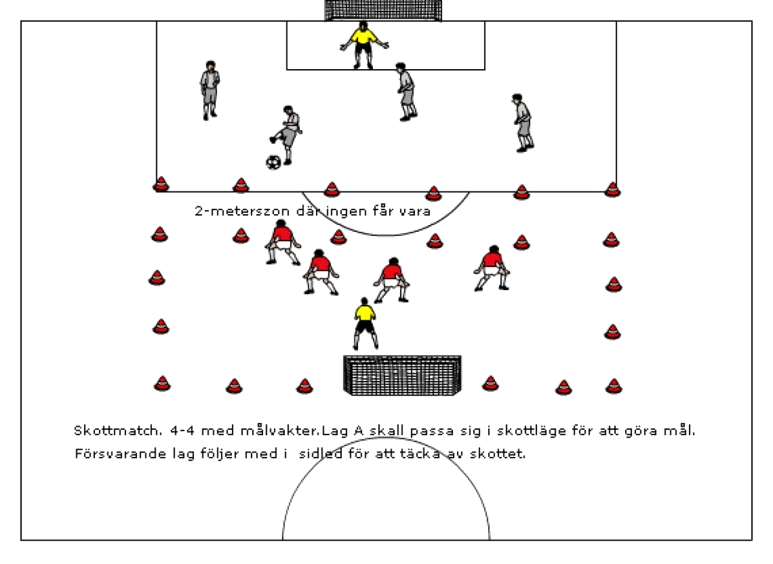 2-meterszon där ingen får vara
Skottmatch. 4-4 med målvakter.Lag A skall passa sig i skottläge för att göra mål.
Försvarande lag följer med i sidled för att täcka av skottet.